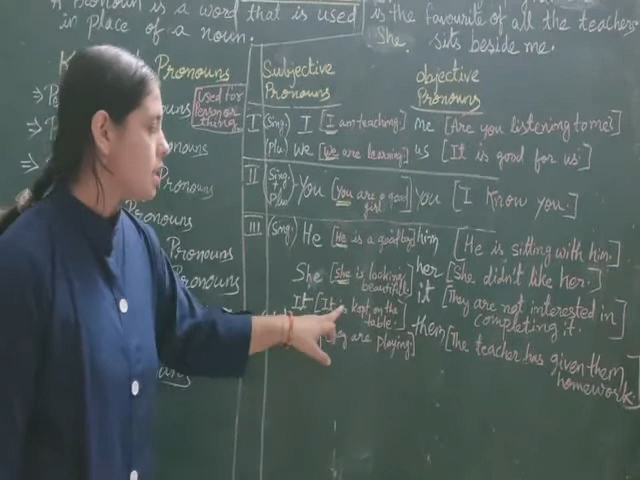 A Pronoun is a word that is used
in place of a noun.
is the favourite of all the teachers
She sits beside me.
Pronouns
Used for
person or
thing.
Pronouns
Pronouns
Pronouns
Pronouns
Pronouns
Subjective
Pronouns
objective
Pronouns
I (Sing) I [I am teaching.] me [Are you listening to me?]
(Plu) we [we are learning] us [It is good for us.]
II (Sing + Plu) You [You are a good girl.] You [I know you.]
III (Sing) He [He is a good boy] him [He is sitting with him.]
She [She is looking beautiful.] her [She didn't like her.]
It [It is kept on the table.] it [They are not interested in completing it.]
[They are playing] them [The teacher has given them homework.]